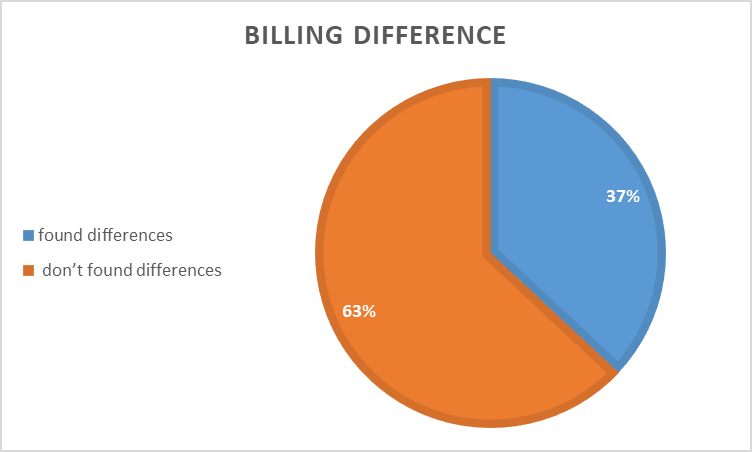 BILLING DIFFERENCE
37%
found differences
don’t found differences
63%